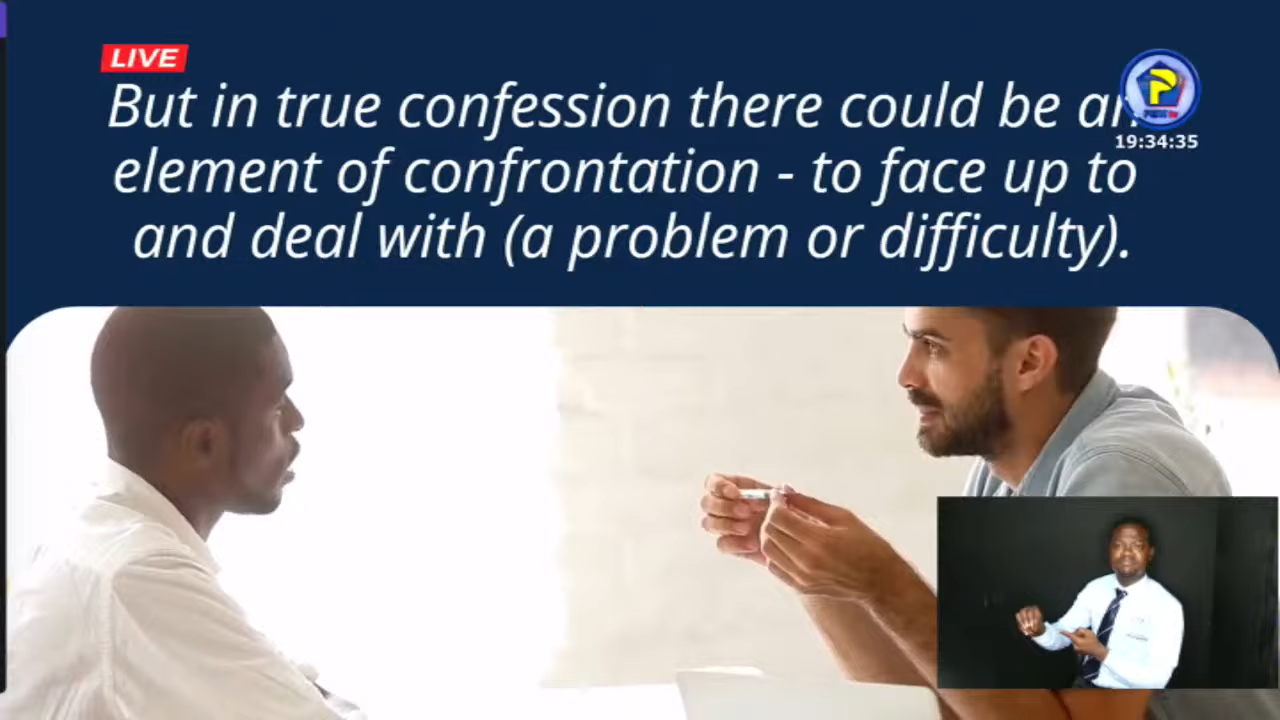 LIVE
But in true confession there could be an
19:34:35
element of confrontation - to face up to
and deal with (a problem or difficulty).